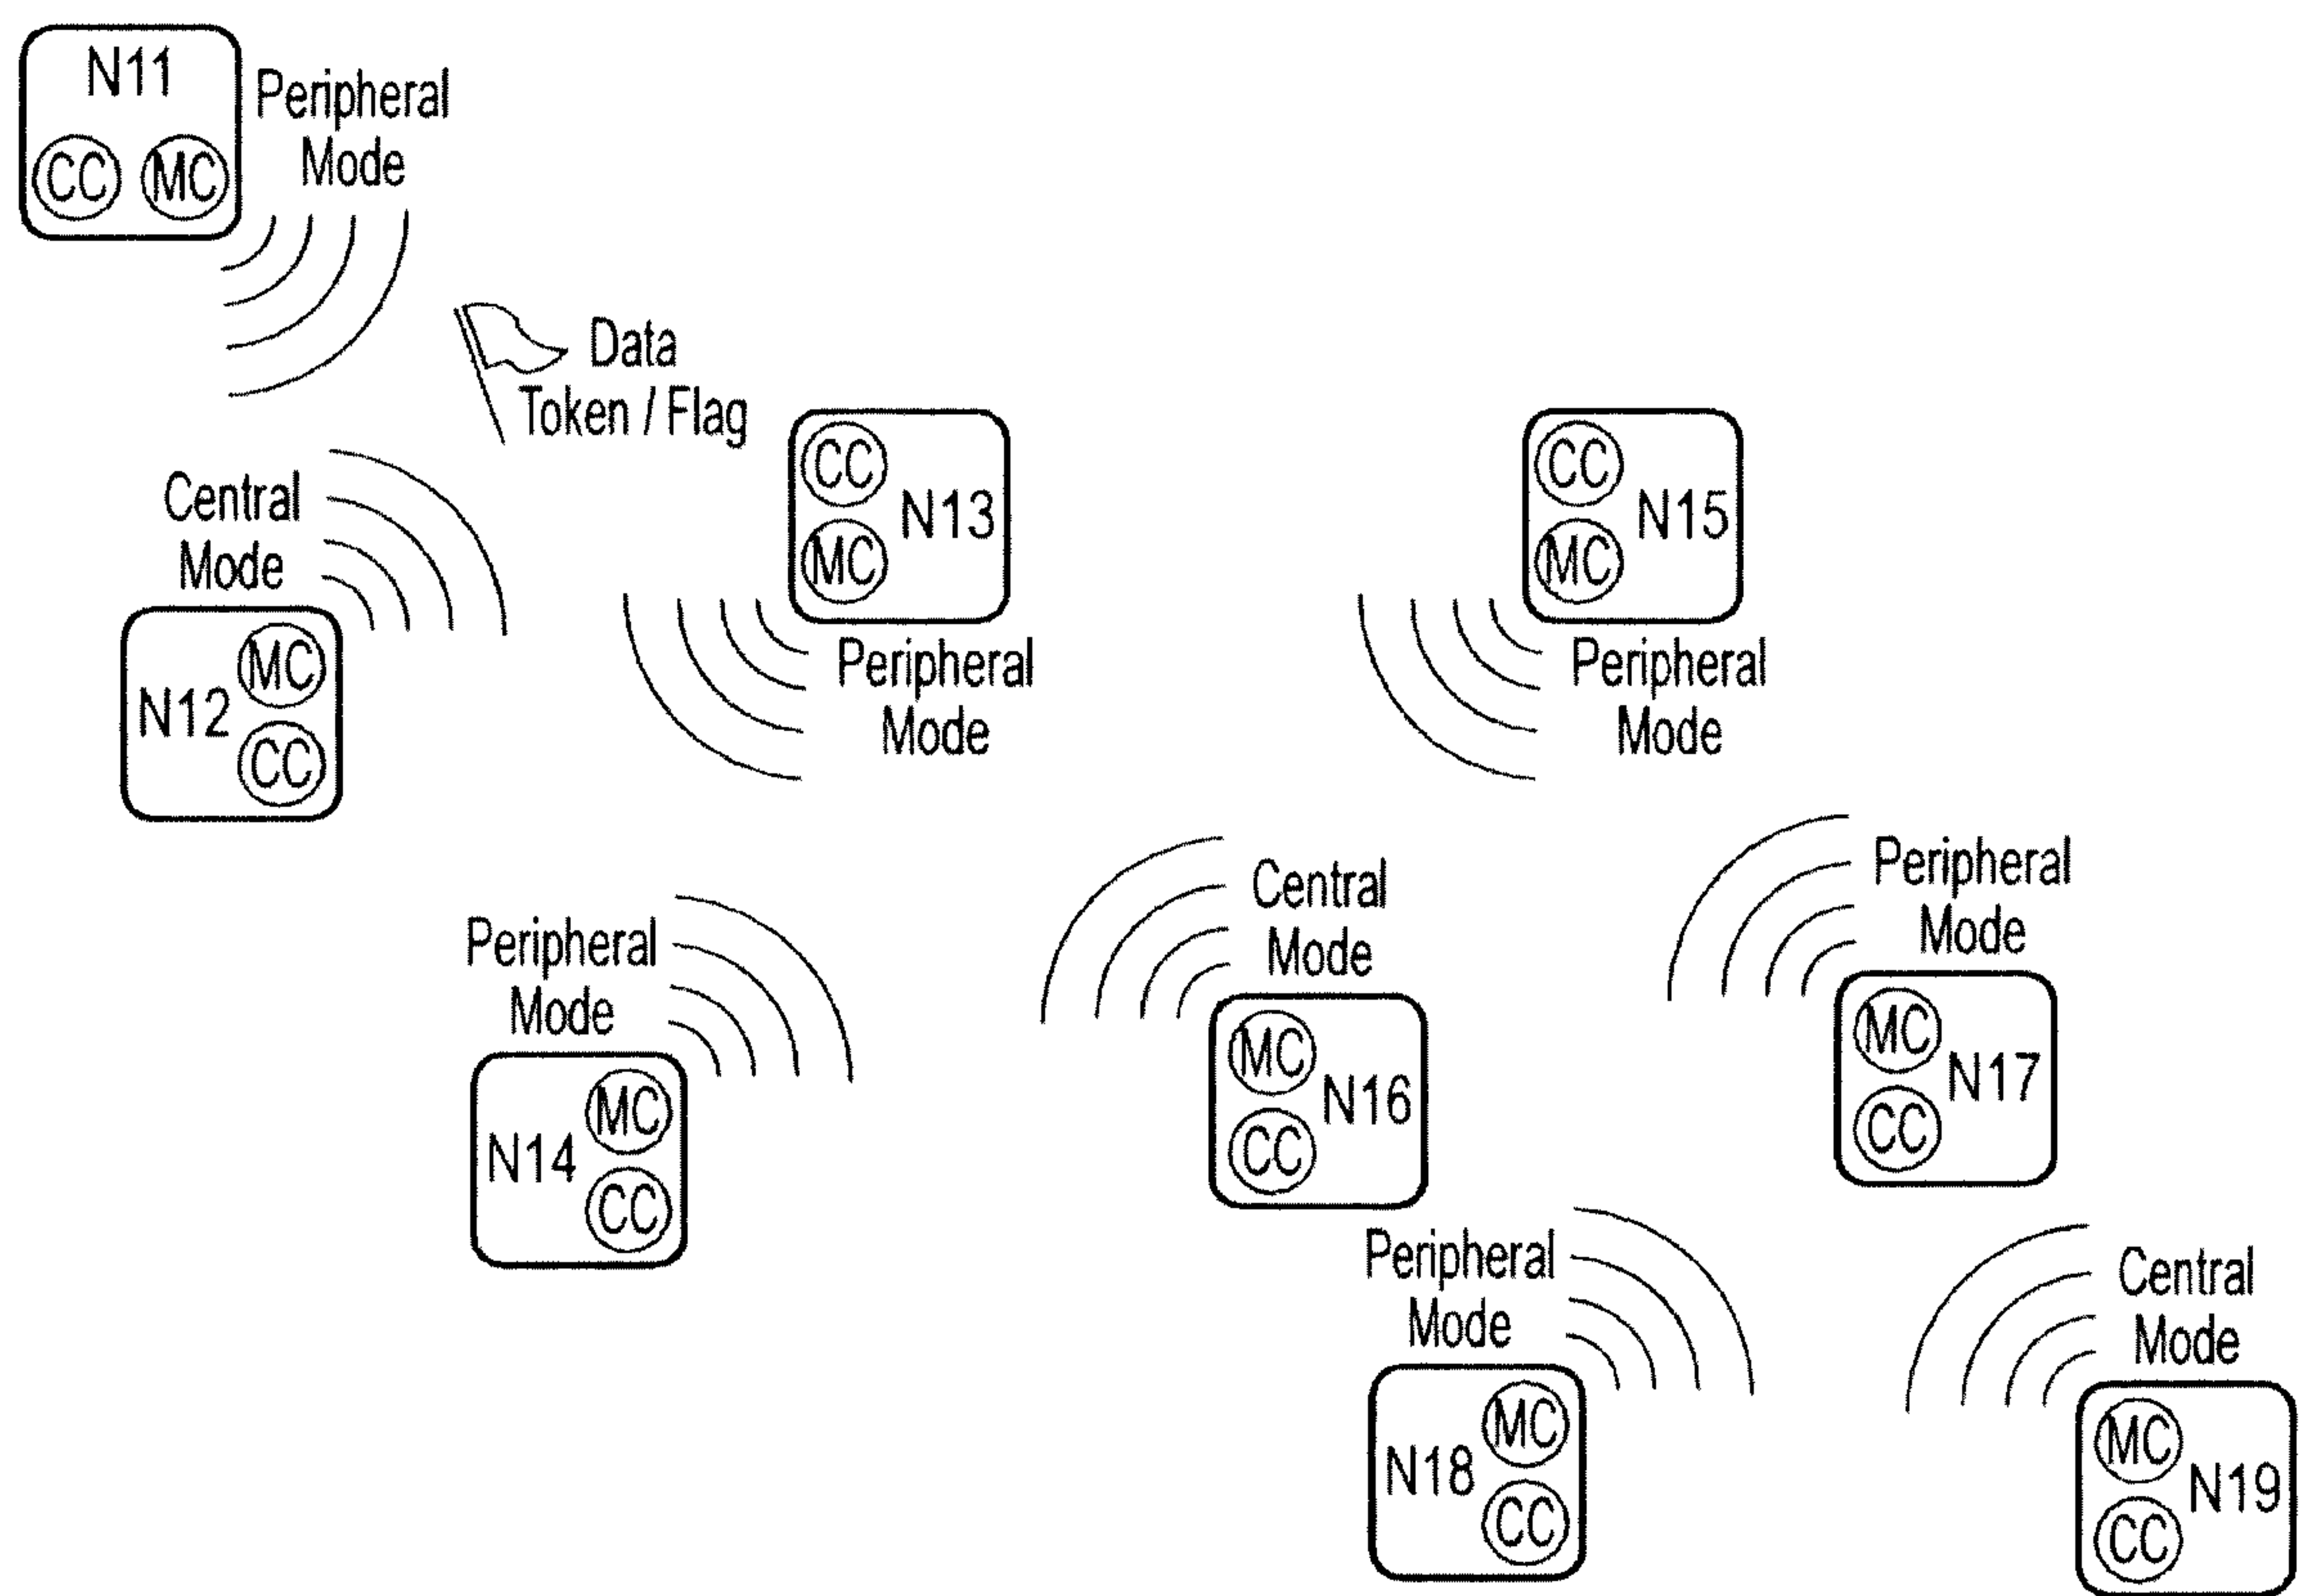 N11
CC MC
Peripheral
Mode
Data
Token / Flag
Central
Mode
MC
N12
CC
CC
N13
MC
Peripheral
Mode
CC
N15
MC
Peripheral
Mode
Peripheral
Mode
MC
N14
CC
Central
Mode
MC
N16
CC
Peripheral
Mode
MC
N17
CC
Peripheral
Mode
MC
N18
CC
Central
Mode
MC
N19
CC